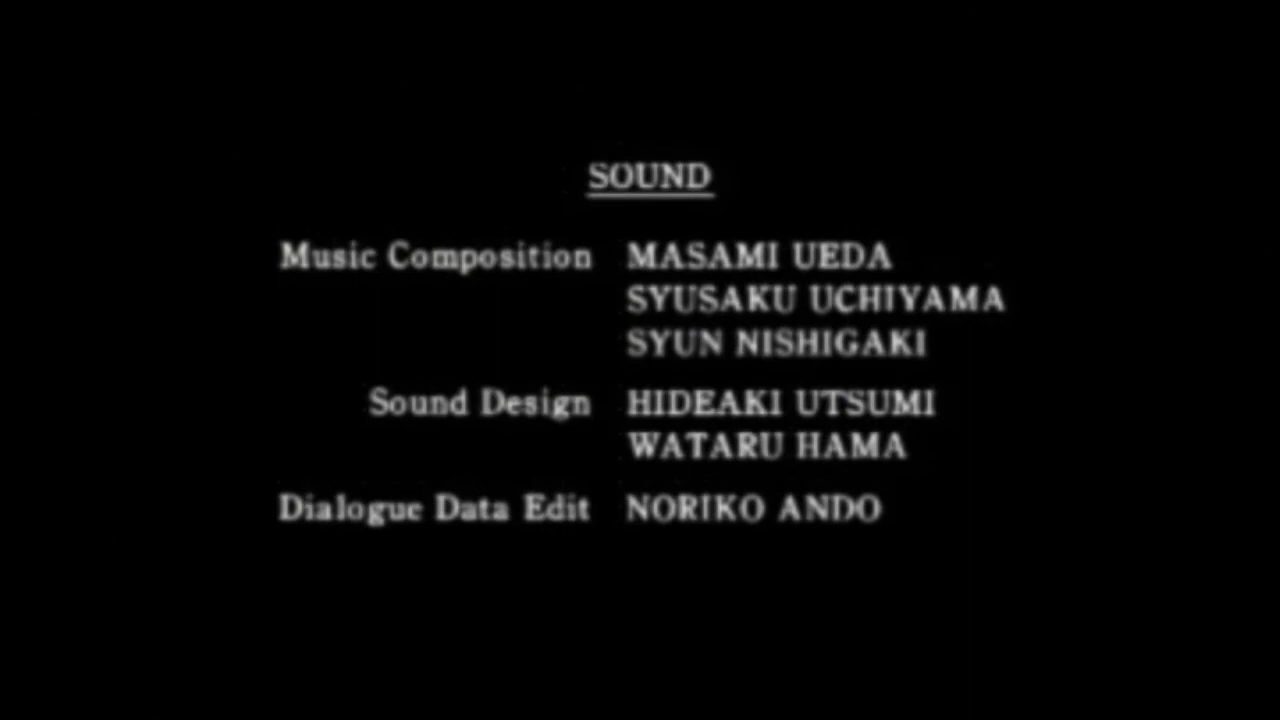 SOUND
Music Composition MASAMI UEDA
SYUSAKU UCHIYAMA
SYUN NISHIGAKI
Sound Design HIDEAKI UTSUMI
WATARU HAMA
Dialogue Data Edit NORIKO ANDO